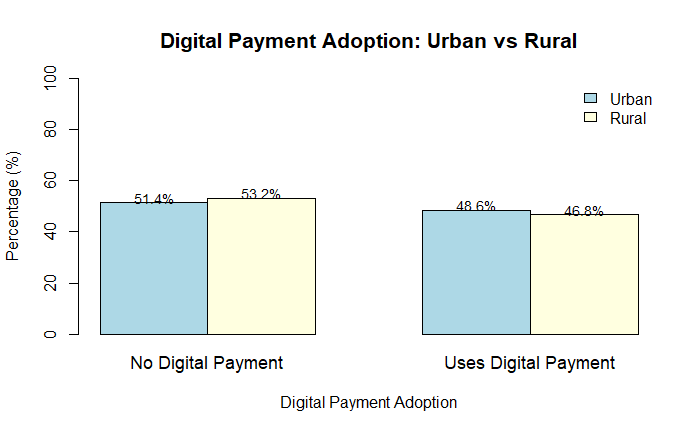 Digital Payment Adoption: Urban vs Rural
Percentage (%)
100
80
60
40
20
0
Urban
Rural
51.4%
53.2%
48.6%
46.8%
No Digital Payment
Uses Digital Payment
Digital Payment Adoption